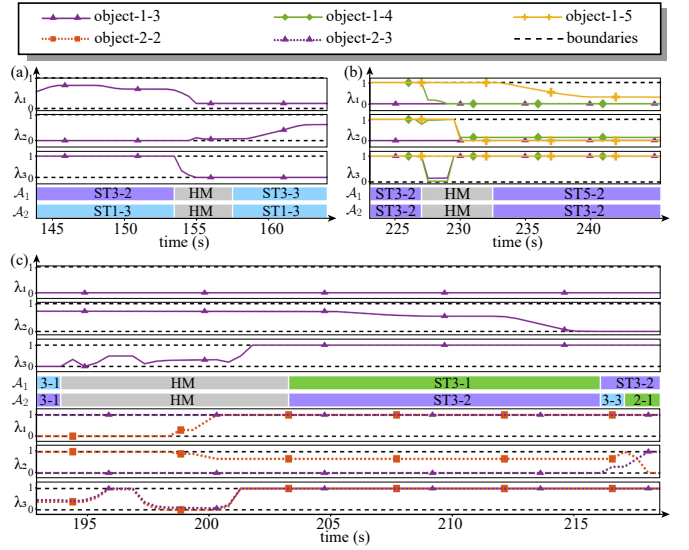 object-1-3 object-1-4 object-1-5
object-2-2 object-2-3 boundaries
(a) (b)
1 λ₁ 0 1 λ₁ 0
1 λ₂ 0 1 λ₂ 0
1 λ₃ 0 1 λ₃ 0
𝒜₁ ST3-2 HM ST3-3 𝒜₁ ST3-2 HM ST5-2
𝒜₂ ST1-3 HM ST1-3 𝒜₂ ST3-2 HM ST3-2
145 150 155 160 225 230 235 240
time (s) time (s)
(c)
1 λ₁ 0
1 λ₂ 0
1 λ₃ 0
𝒜₁ 3-1 HM ST3-1 ST3-2
𝒜₂ 3-1 HM ST3-2 3-3 2-1
1 λ₁ 0
1 λ₂ 0
1 λ₃ 0
195 200 205 210 215
time (s)